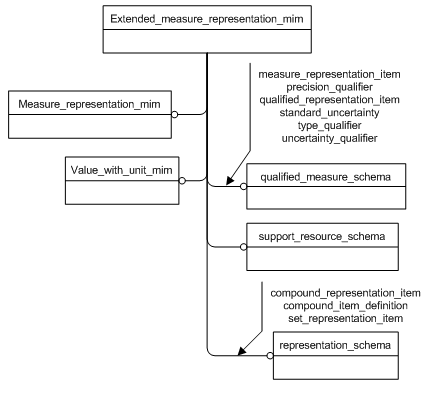 Extended_measure_representation_mim
measure_representation_item
precision_qualifier
qualified_representation_item
standard_uncertainty
type_qualifier
uncertainty_qualifier
Measure_representation_mim
Value_with_unit_mim
qualified_measure_schema
support_resource_schema
compound_representation_item
compound_item_definition
set_representation_item
representation_schema